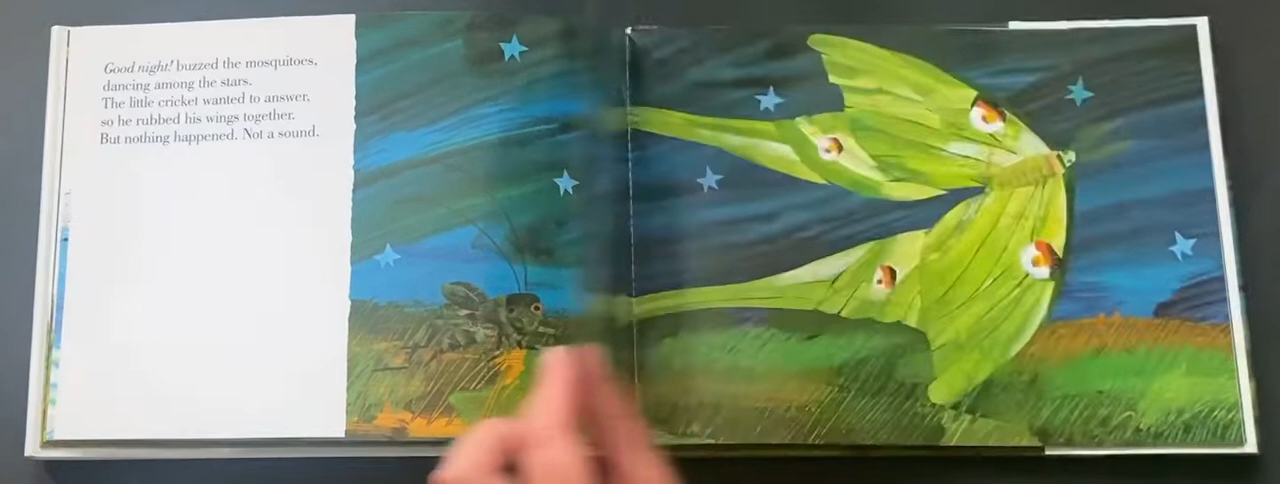 Good night! buzzed the mosquitoes,
dancing among the stars.
The little cricket wanted to answer,
so he rubbed his wings together.
But nothing happened. Not a sound.